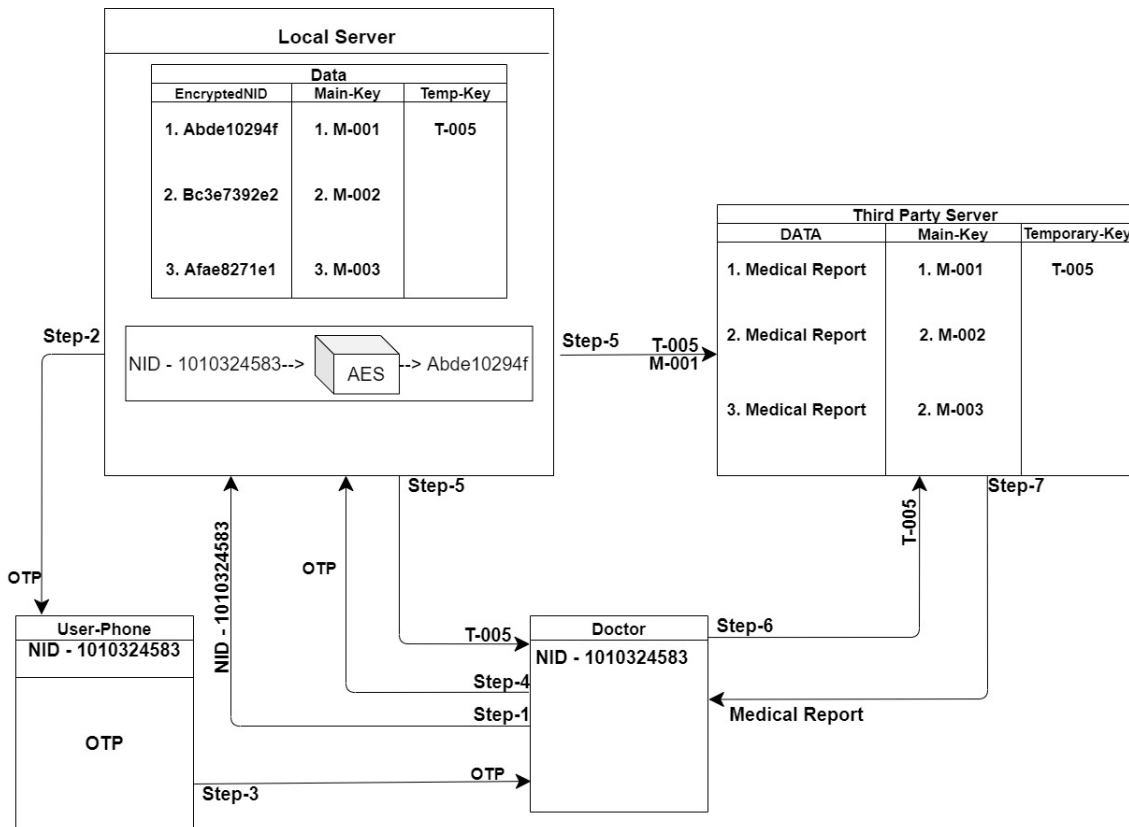 Local Server
Data
EncryptedNID Main-Key Temp-Key
1. Abde10294f 1. M-001 T-005
2. Bc3e7392e2 2. M-002
3. Afae8271e1 3. M-003
NID - 1010324583--> AES --> Abde10294f
Step-2
OTP
Step-5
T-005
M-001
Third Party Server
DATA Main-Key Temporary-Key
1. Medical Report 1. M-001 T-005
2. Medical Report 2. M-002
3. Medical Report 2. M-003
Step-5
T-005
OTP
Step-4
NID - 1010324583
Step-1
User-Phone
NID - 1010324583
OTP
Step-3
OTP
Doctor
NID - 1010324583
Step-6
T-005
Step-7
Medical Report